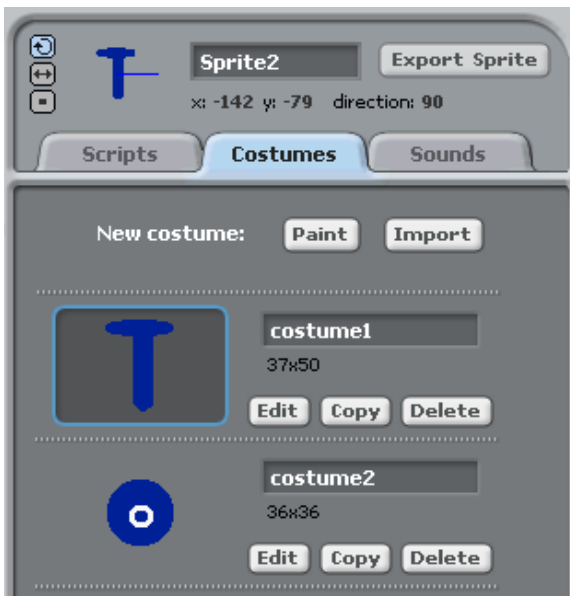 Sprite2 Export Sprite
x: -142 y: -79 direction: 90
Scripts Costumes Sounds
New costume: Paint Import
costume1
37x50
Edit Copy Delete
costume2
36x36
Edit Copy Delete